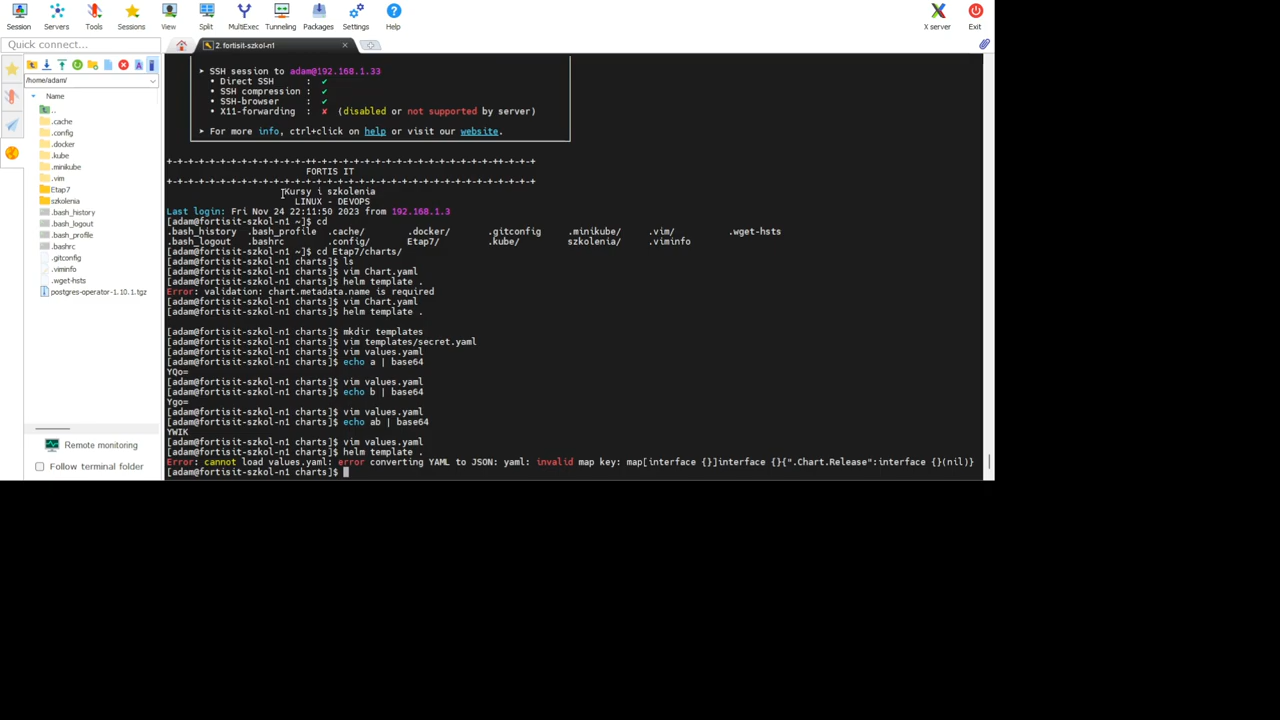 Session Servers Tools Sessions View Split MultiExec Tunneling Packages Settings Help X server Exit
Quick connect...
2. fortisit-szkol-n1
/home/adam/
Name
..
.cache
.config
.docker
.kube
.minikube
.vim
Etap7
szkolenia
.bash_history
.bash_logout
.bash_profile
.bashrc
.gitconfig
.viminfo
.wget-hsts
postgres-operator-1.10.1.tgz
Remote monitoring
Follow terminal folder
➤ SSH session to adam@192.168.1.33
• Direct SSH : ✔
• SSH compression : ✔
• SSH-browser : ✔
• X11-forwarding : ✘ (disabled or not supported by server)
➤ For more info, ctrl+click on help or visit our website.
+-+-+-+-+-+-+-+-+-+-+-+-+-++-+-+-+-+-+-+-+-+-+-+-++-+-+-+
FORTIS IT
+-+-+-+-+-+-+-+-+-+-+-+-+-+-+-+-+-+-+-+-+-+-+-+-++-+-+-+
Kursy i szkolenia
LINUX - DEVOPS
Last login: Fri Nov 24 22:11:50 2023 from 192.168.1.3
[adam@fortisit-szkol-n1 ~]$ cd
.bash_history .bash_profile .cache/ .docker/ .gitconfig .minikube/ .vim/ .wget-hsts
.bash_logout .bashrc .config/ Etap7/ .kube/ szkolenia/ .viminfo
[adam@fortisit-szkol-n1 ~]$ cd Etap7/charts/
[adam@fortisit-szkol-n1 charts]$ ls
[adam@fortisit-szkol-n1 charts]$ vim Chart.yaml
[adam@fortisit-szkol-n1 charts]$ helm template .
Error: validation: chart.metadata.name is required
[adam@fortisit-szkol-n1 charts]$ vim Chart.yaml
[adam@fortisit-szkol-n1 charts]$ helm template .
[adam@fortisit-szkol-n1 charts]$ mkdir templates
[adam@fortisit-szkol-n1 charts]$ vim templates/secret.yaml
[adam@fortisit-szkol-n1 charts]$ vim values.yaml
[adam@fortisit-szkol-n1 charts]$ echo a | base64
YQo=
[adam@fortisit-szkol-n1 charts]$ vim values.yaml
[adam@fortisit-szkol-n1 charts]$ echo b | base64
Ygo=
[adam@fortisit-szkol-n1 charts]$ vim values.yaml
[adam@fortisit-szkol-n1 charts]$ echo ab | base64
YWIK
[adam@fortisit-szkol-n1 charts]$ vim values.yaml
[adam@fortisit-szkol-n1 charts]$ helm template .
Error: cannot load values.yaml: error converting YAML to JSON: yaml: invalid map key: map[interface {}]interface {}{".Chart.Release":interface {}(nil)}
[adam@fortisit-szkol-n1 charts]$